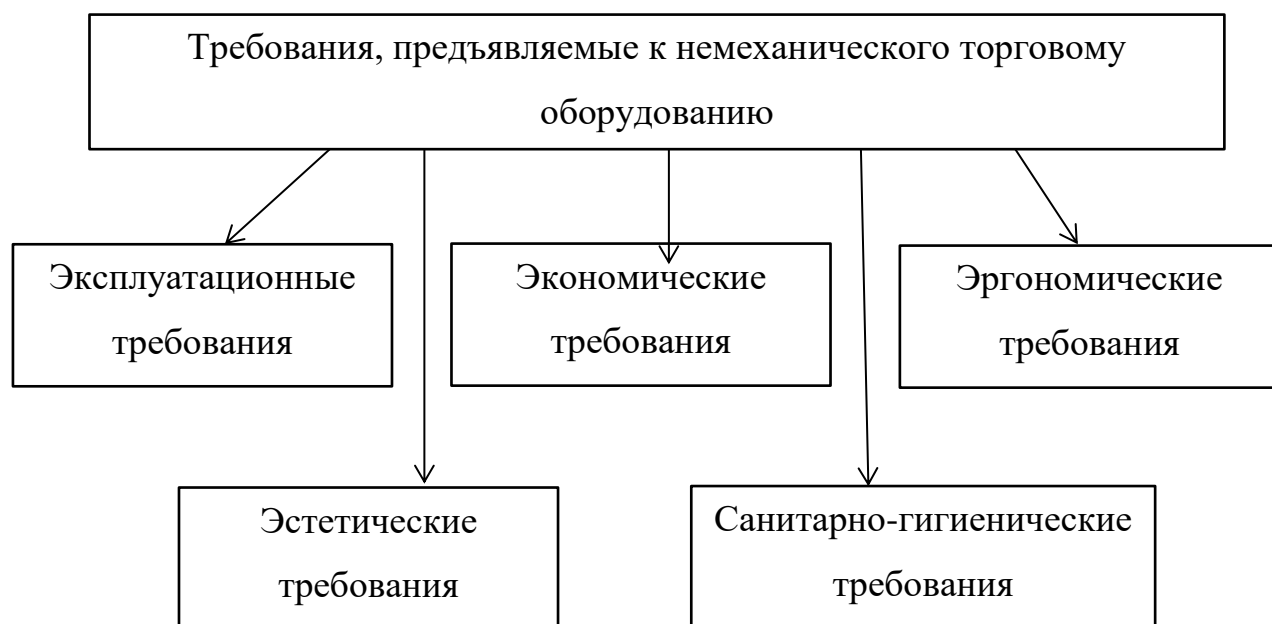 Требования, предъявляемые к немеханического торговому
оборудованию
Эксплуатационные
требования
Экономические
требования
Эргономические
требования
Эстетические
требования
Санитарно-гигиенические
требования